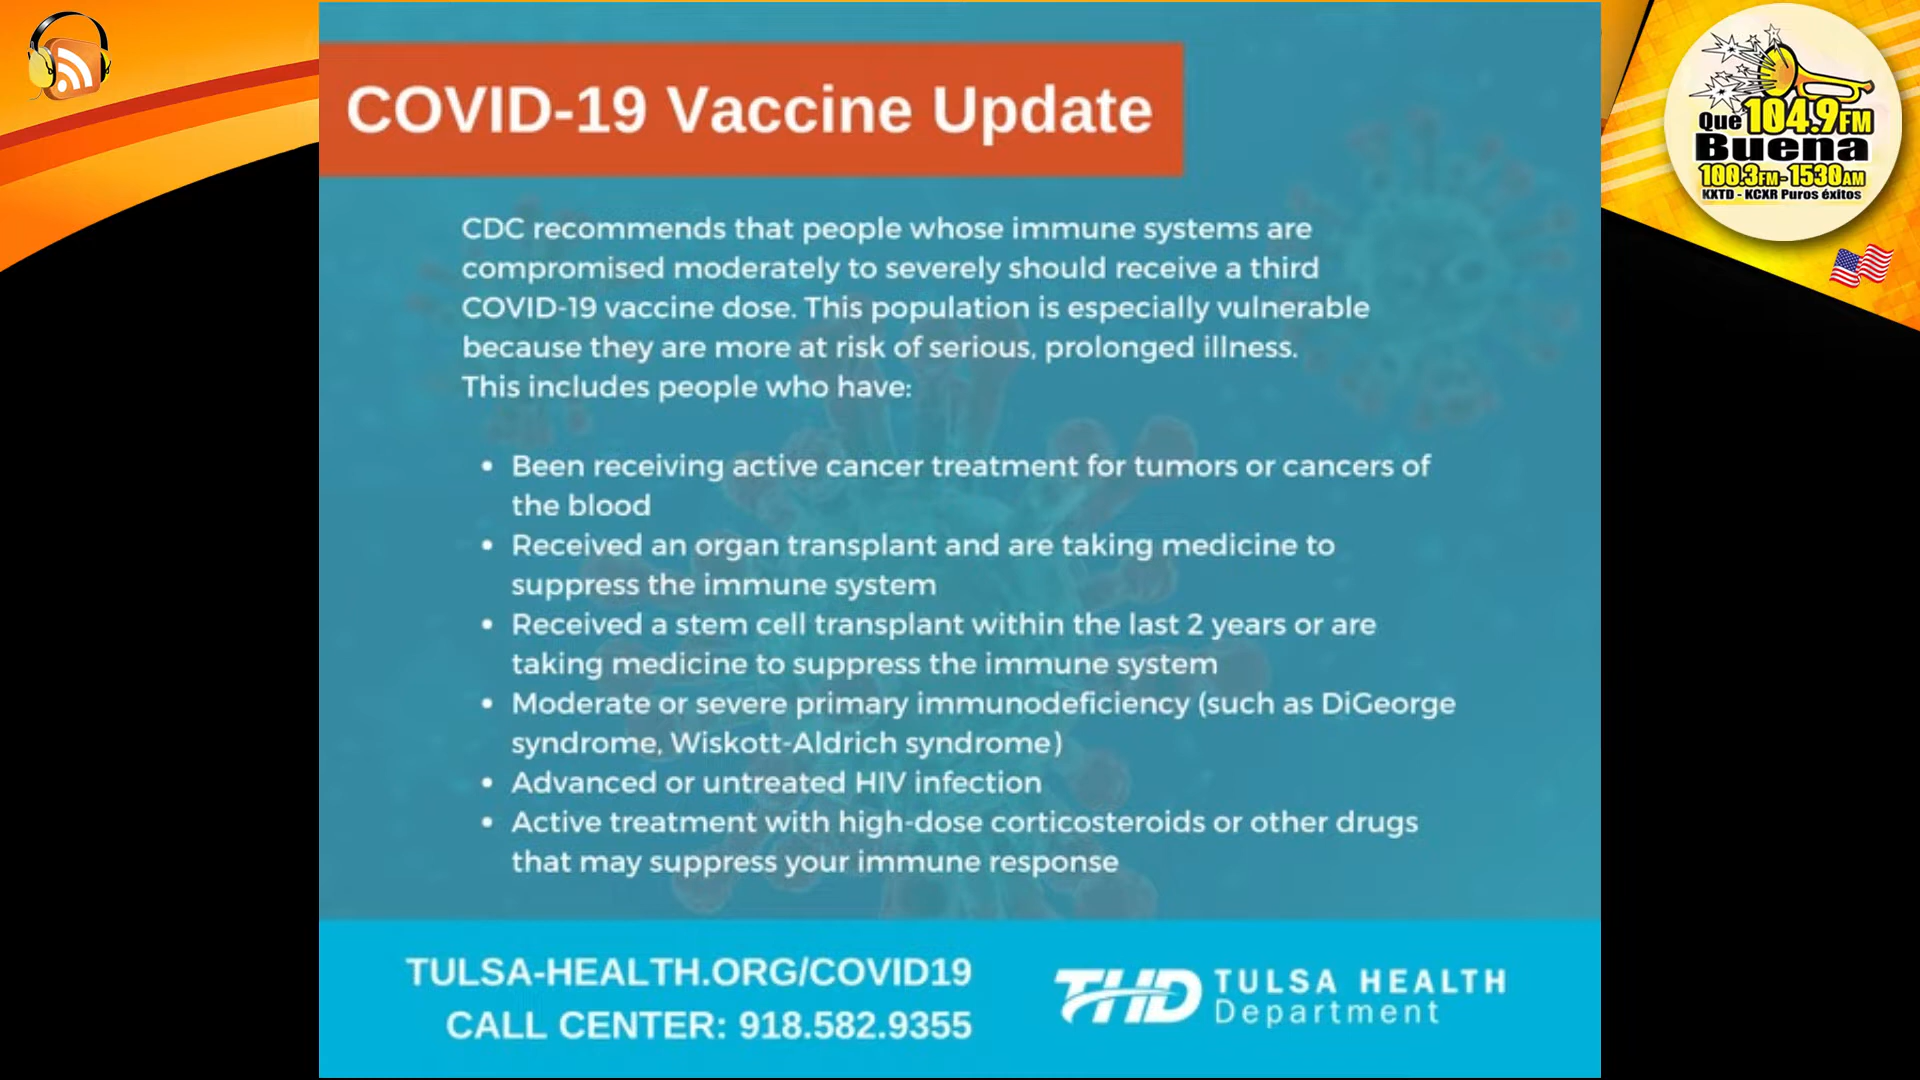 COVID-19 Vaccine Update
CDC recommends that people whose immune systems are
compromised moderately to severely should receive a third
COVID-19 vaccine dose. This population is especially vulnerable
because they are more at risk of serious, prolonged illness.
This includes people who have:
• Been receiving active cancer treatment for tumors or cancers of
the blood
• Received an organ transplant and are taking medicine to
suppress the immune system
• Received a stem cell transplant within the last 2 years or are
taking medicine to suppress the immune system
• Moderate or severe primary immunodeficiency (such as DiGeorge
syndrome, Wiskott-Aldrich syndrome)
• Advanced or untreated HIV infection
• Active treatment with high-dose corticosteroids or other drugs
that may suppress your immune response
TULSA-HEALTH.ORG/COVID19
CALL CENTER: 918.582.9355
THD TULSA HEALTH
Department
Que 104.9FM
Buena
100.3FM-1530AM
KXTD - KCXR Puros éxitos